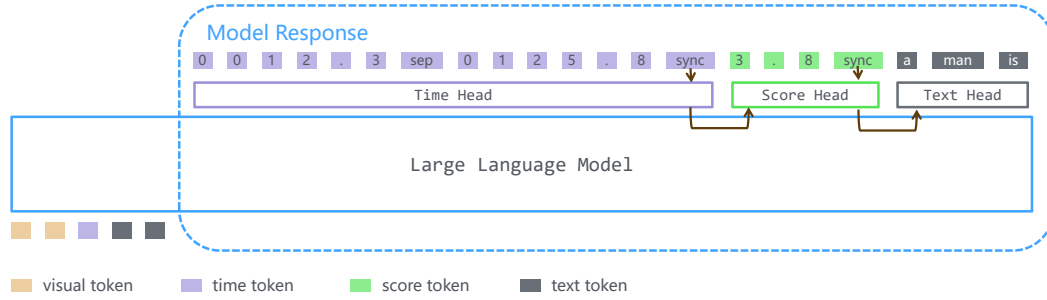 Model Response
0 0 1 2 . 3 sep 0 1 2 5 . 8 sync 3 . 8 sync a man is
Time Head Score Head Text Head
Large Language Model
visual token time token score token text token